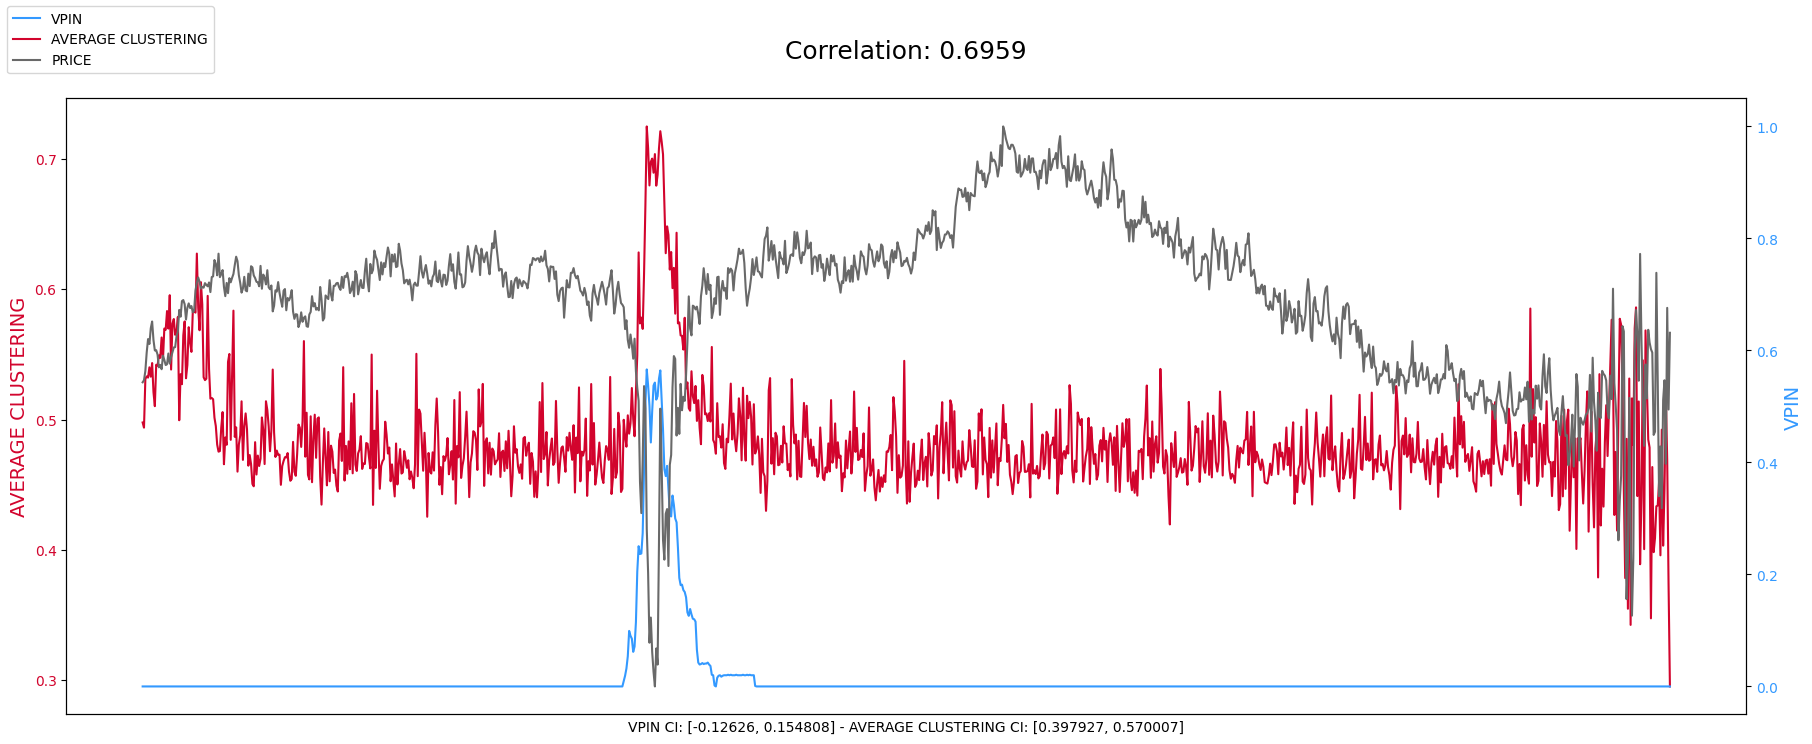 VPIN
AVERAGE CLUSTERING
PRICE
Correlation: 0.6959
AVERAGE CLUSTERING
0.7
0.6
0.5
0.4
0.3
1.0
0.8
0.6
0.4
0.2
0.0
VPIN
VPIN CI: [-0.12626, 0.154808] - AVERAGE CLUSTERING CI: [0.397927, 0.570007]